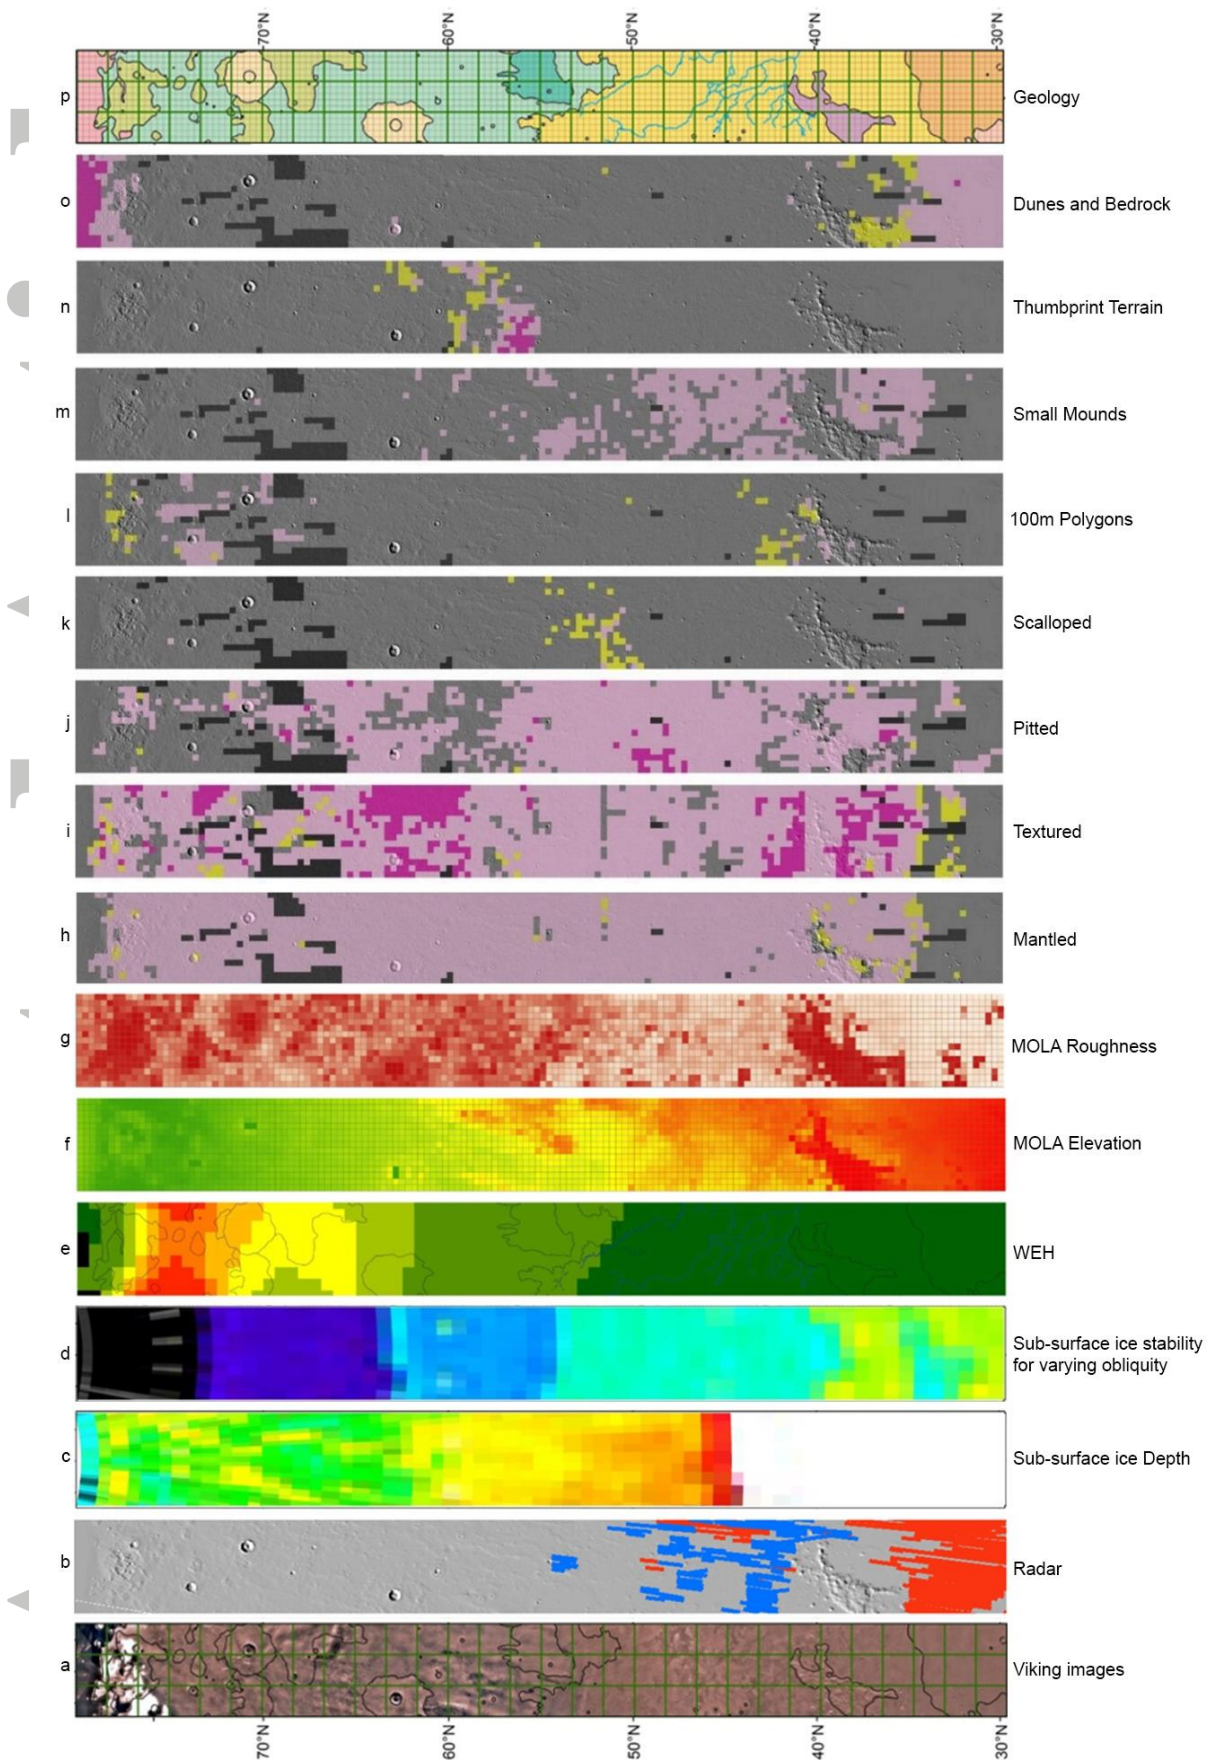 70°N 60°N 50°N 40°N 30°N
p Geology
o Dunes and Bedrock
n Thumbprint Terrain
m Small Mounds
l 100m Polygons
k Scalloped
j Pitted
i Textured
h Mantled
g MOLA Roughness
f MOLA Elevation
e WEH
d Sub-surface ice stability
for varying obliquity
c Sub-surface ice Depth
b Radar
a Viking images
70°N 60°N 50°N 40°N 30°N